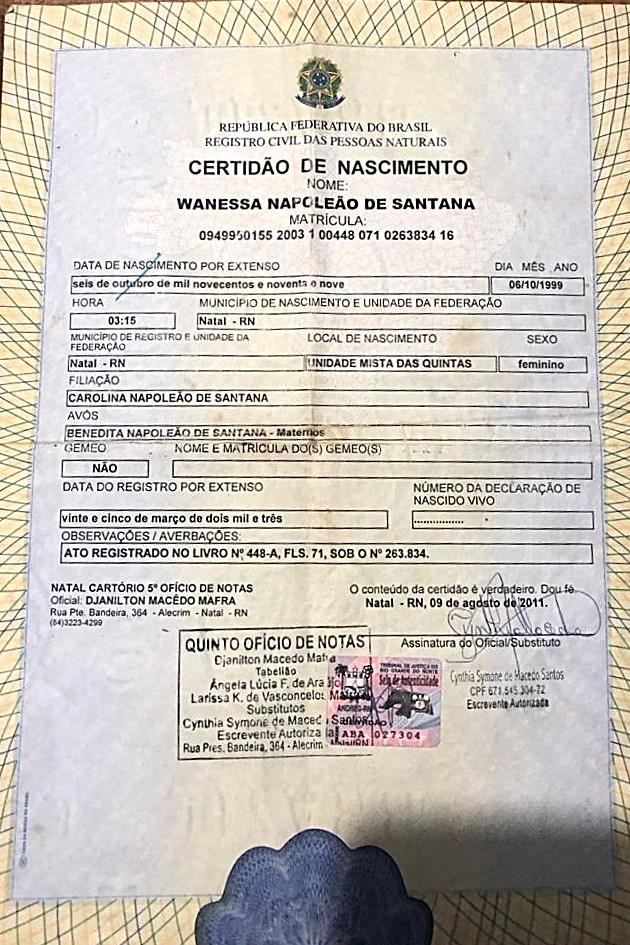 REPÚBLICA FEDERATIVA DO BRASIL
REGISTRO CIVIL DAS PESSOAS NATURAIS
CERTIDÃO DE NASCIMENTO
NOME:
WANESSA NAPOLEÃO DE SANTANA
MATRÍCULA:
0949950155 2003 1 00448 071 0263834 16
DATA DE NASCIMENTO POR EXTENSO DIA MÊS ANO
seis de outubro de mil novecentos e noventa e nove 06/10/1999
HORA MUNICÍPIO DE NASCIMENTO E UNIDADE DA FEDERAÇÃO
03:15 Natal - RN
MUNICÍPIO DE REGISTRO E UNIDADE DA FEDERAÇÃO LOCAL DE NASCIMENTO SEXO
Natal - RN UNIDADE MISTA DAS QUINTAS feminino
FILIAÇÃO
CAROLINA NAPOLEÃO DE SANTANA
AVÓS
BENEDITA NAPOLEÃO DE SANTANA - Maternos
GEMEO NOME E MATRÍCULA DO(S) GEMEO(S)
NÃO
DATA DO REGISTRO POR EXTENSO NÚMERO DA DECLARAÇÃO DE NASCIDO VIVO
vinte e cinco de março de dois mil e três ...............
OBSERVAÇÕES / AVERBAÇÕES:
ATO REGISTRADO NO LIVRO Nº 448-A, FLS. 71, SOB O Nº 263.834.
NATAL CARTÓRIO 5º OFÍCIO DE NOTAS
Oficial: DJANILTON MACÊDO MAFRA
Rua Pte. Bandeira, 364 - Alecrim - Natal - RN
(84)3223-4299
O conteúdo da certidão é verdadeiro. Dou fé.
Natal - RN, 09 de agosto de 2011.
Assinatura do Oficial/Substituto
Cynthia Symone de Macedo Santos
CPF 671.545.304-72
Escrevente Autorizada
QUINTO OFÍCIO DE NOTAS
Djanilton Macedo Mafra
Tabelião
Ângela Lúcia F. de Araújo
Larissa K. de Vasconcelos
Substitutos
Cynthia Symone de Macedo Santos
Escrevente Autorizada
Rua Pres. Bandeira, 364 - Alecrim
TRIBUNAL DE JUSTIÇA DO
RIO GRANDE DO NORTE
Selo de Autenticidade
ANOREG-RN
ABA 027304